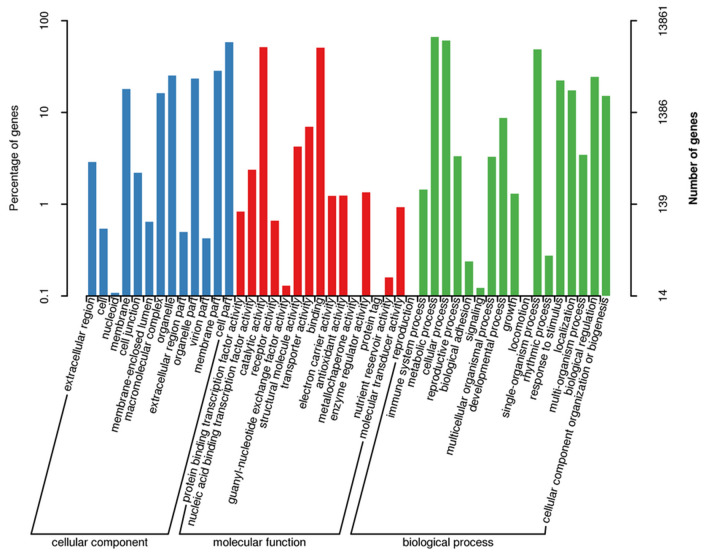 100
10
1
0.1
Percentage of genes
13861
1386
139
14
Number of genes
extracellular region
cell
nucleoid
membrane
cell junction
membrane-enclosed lumen
macromolecular complex
organelle
extracellular region part
organelle part
virion part
membrane part
cell part
protein binding transcription factor activity
nucleic acid binding transcription factor activity
catalytic activity
receptor activity
guanyl-nucleotide exchange factor activity
structural molecule activity
transporter activity
binding
electron carrier activity
antioxidant activity
metallochaperone activity
enzyme regulator activity
protein tag
nutrient reservoir activity
molecular transducer activity
reproduction
immune system process
metabolic process
cellular process
reproductive process
biological adhesion
signaling
multicellular organismal process
developmental process
growth
locomotion
single-organism process
rhythmic process
response to stimulus
localization
multi-organism process
biological regulation
cellular component organization or biogenesis
cellular component
molecular function
biological process